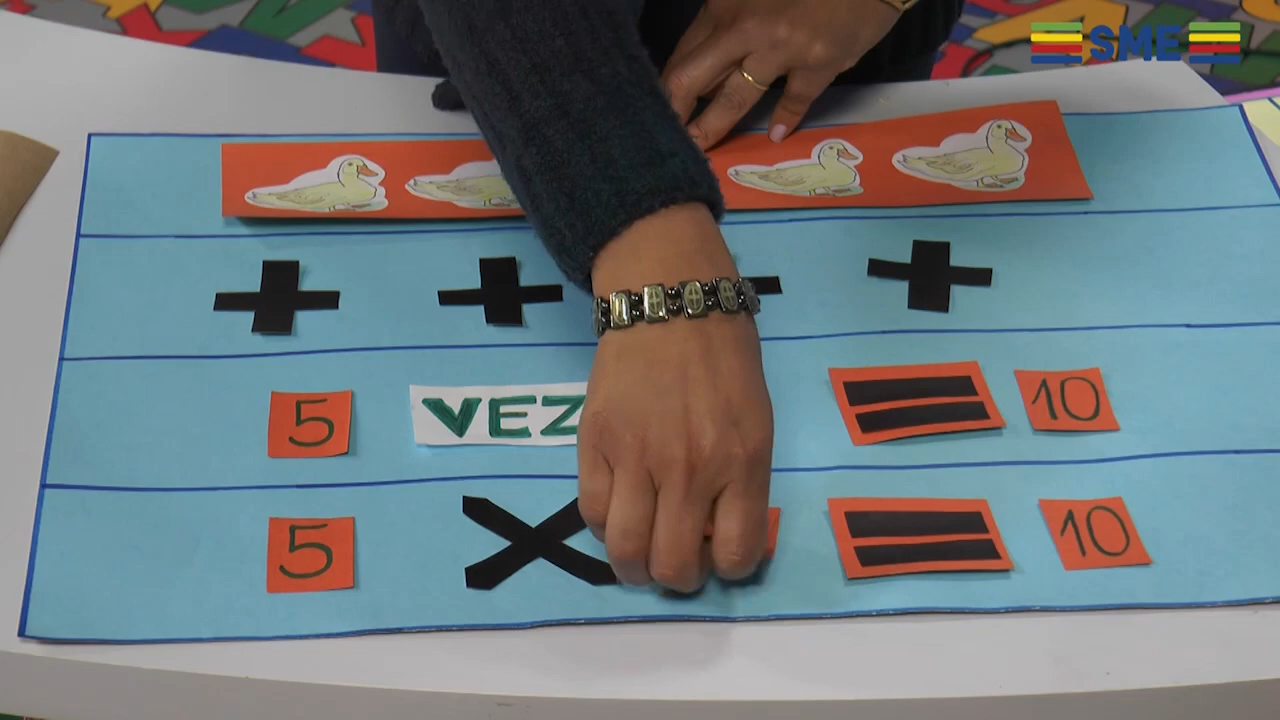 SME
+ + +
5 VEZ = 10
5 X = 10